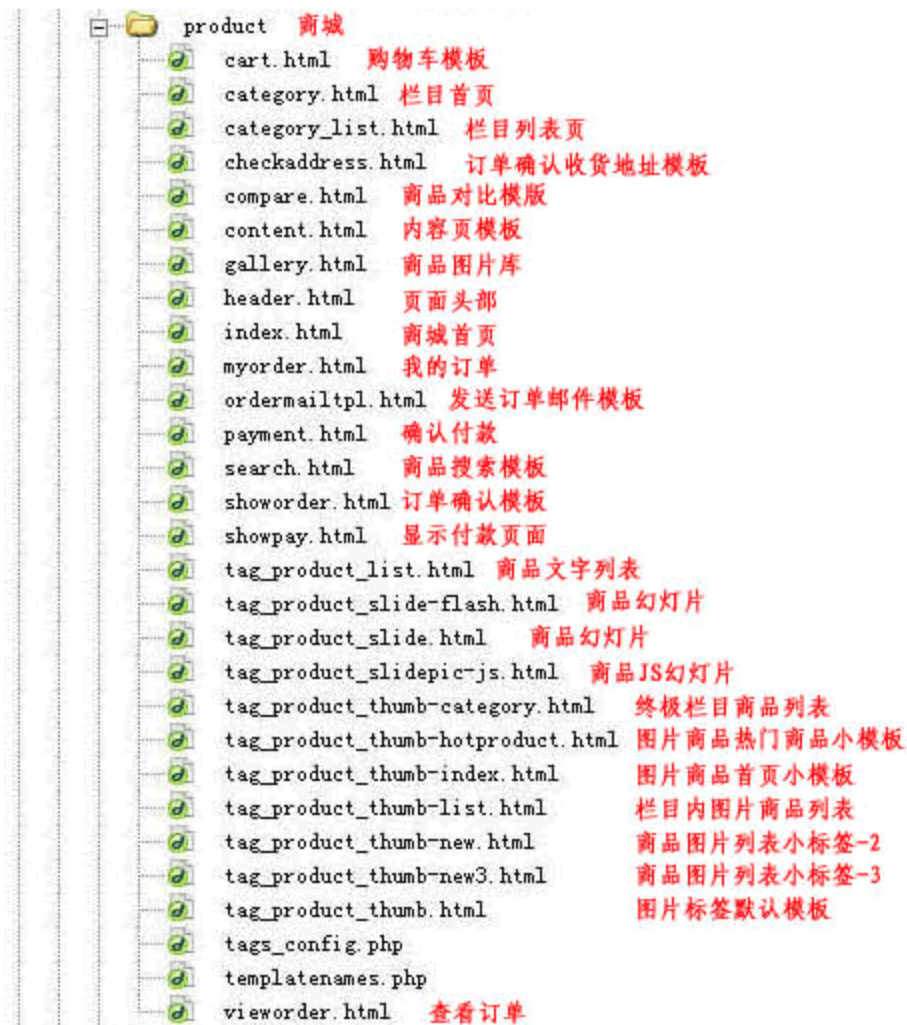 product 商城
cart.html 购物车模板
category.html 栏目首页
category_list.html 栏目列表页
checkaddress.html 订单确认收货地址模板
compare.html 商品对比模版
content.html 内容页模板
gallery.html 商品图片库
header.html 页面头部
index.html 商城首页
myorder.html 我的订单
ordermailtpl.html 发送订单邮件模板
payment.html 确认付款
search.html 商品搜索模板
showorder.html 订单确认模板
showpay.html 显示付款页面
tag_product_list.html 商品文字列表
tag_product_slide-flash.html 商品幻灯片
tag_product_slide.html 商品幻灯片
tag_product_slidepic-js.html 商品JS幻灯片
tag_product_thumb-category.html 终极栏目商品列表
tag_product_thumb-hotproduct.html 图片商品热门商品小模板
tag_product_thumb-index.html 图片商品首页小模板
tag_product_thumb-list.html 栏目内图片商品列表
tag_product_thumb-new.html 商品图片列表小标签-2
tag_product_thumb-new3.html 商品图片列表小标签-3
tag_product_thumb.html 图片标签默认模板
tags_config.php
templatenames.php
vieworder.html 查看订单